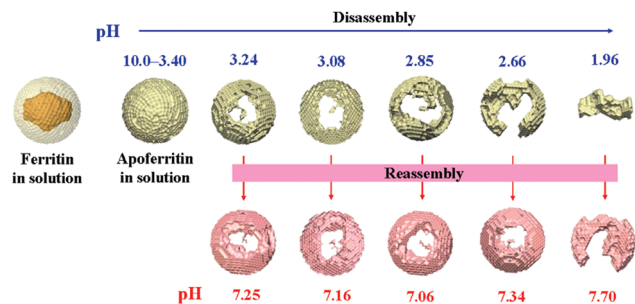 Disassembly
pH
10.0–3.40 3.24 3.08 2.85 2.66 1.96
Ferritin
in solution
Apoferritin
in solution
Reassembly
pH 7.25 7.16 7.06 7.34 7.70